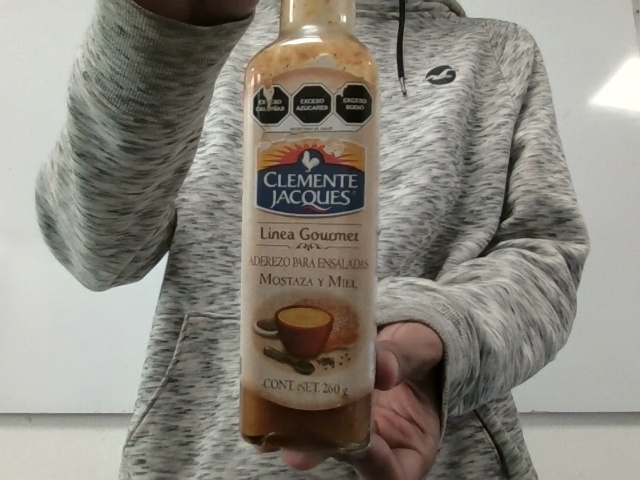 EXCESO CALORÍAS
EXCESO AZÚCARES
EXCESO SODIO
CLEMENTE
JACQUES
Línea Gourmet
ADEREZO PARA ENSALADAS
MOSTAZA Y MIEL
CONT. NET. 260 g